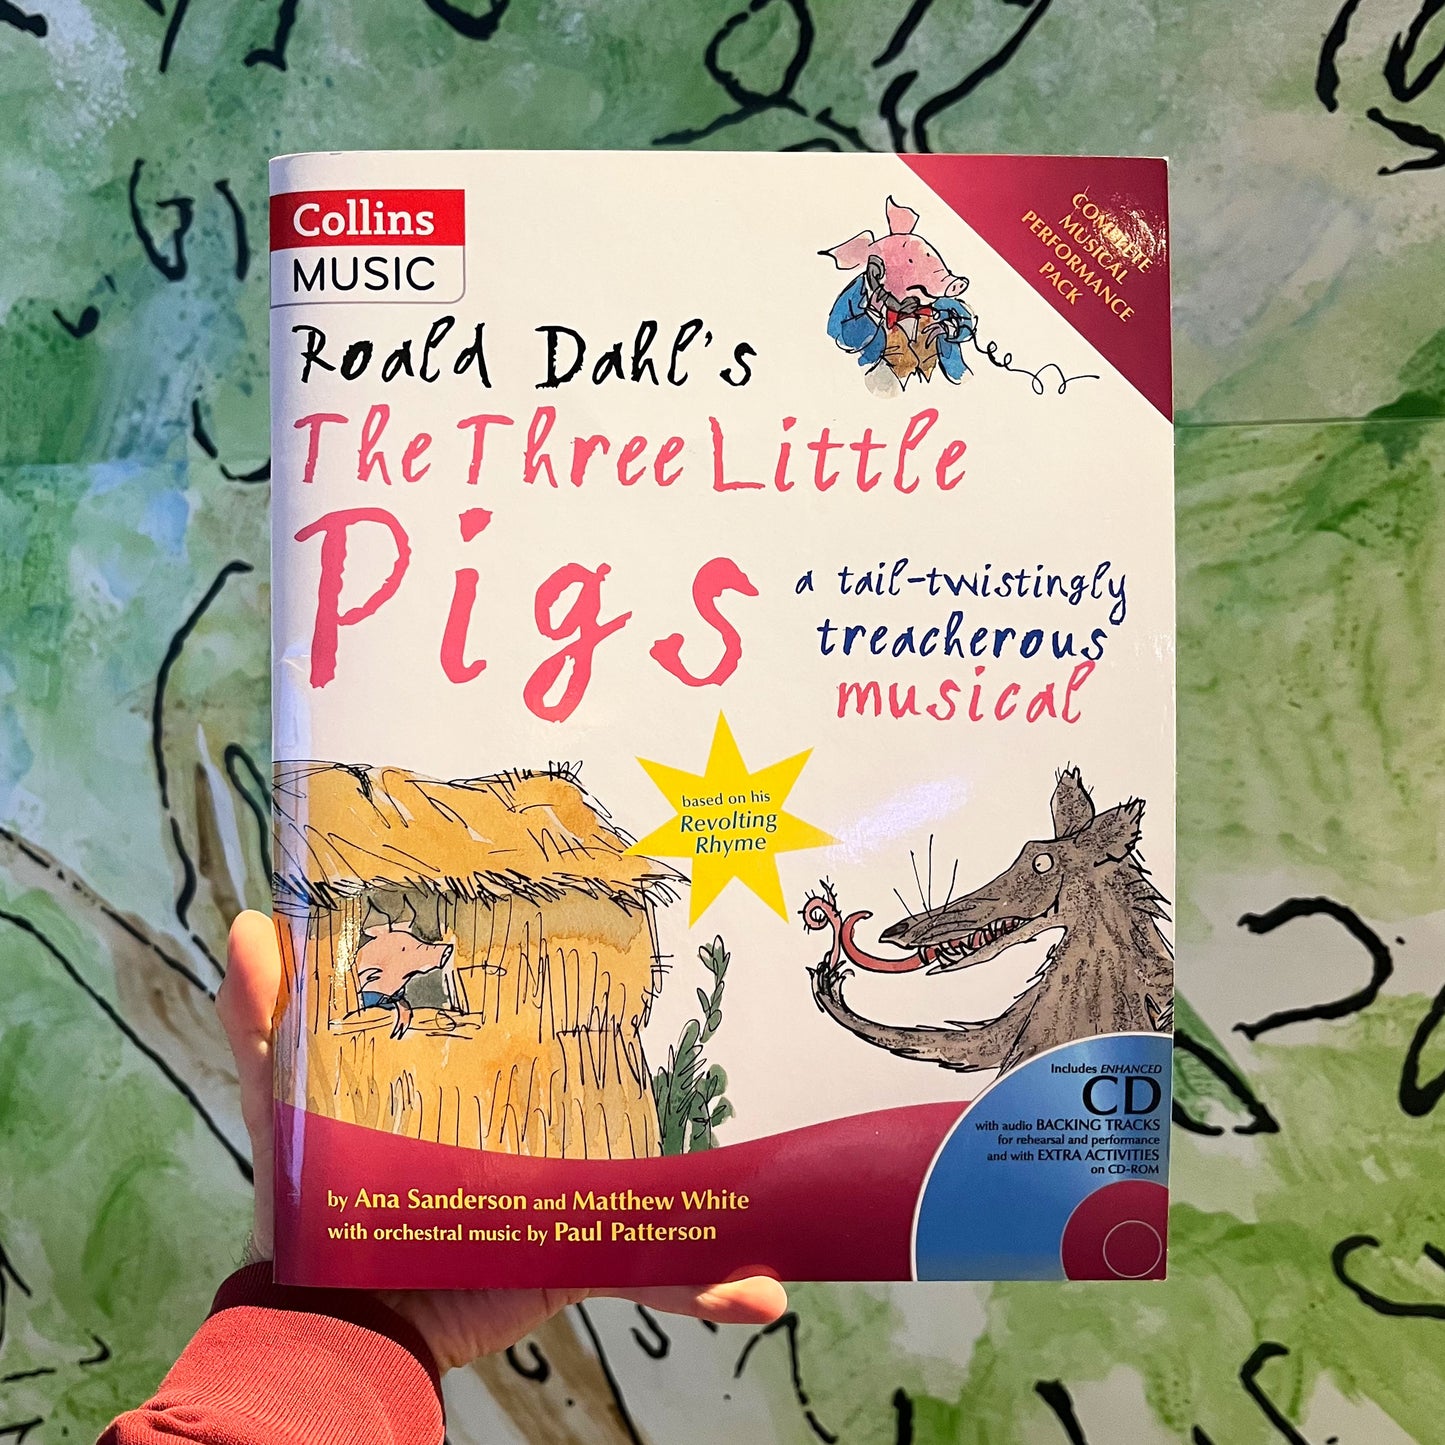 Collins
MUSIC
COMPLETE
MUSICAL
PERFORMANCE
PACK
Roald Dahl's
The Three Little
Pigs
a tail-twistingly
treacherous
musical
based on his
Revolting
Rhyme
Includes ENHANCED
CD
with audio BACKING TRACKS
for rehearsal and performance
and with EXTRA ACTIVITIES
on CD-ROM
by Ana Sanderson and Matthew White
with orchestral music by Paul Patterson